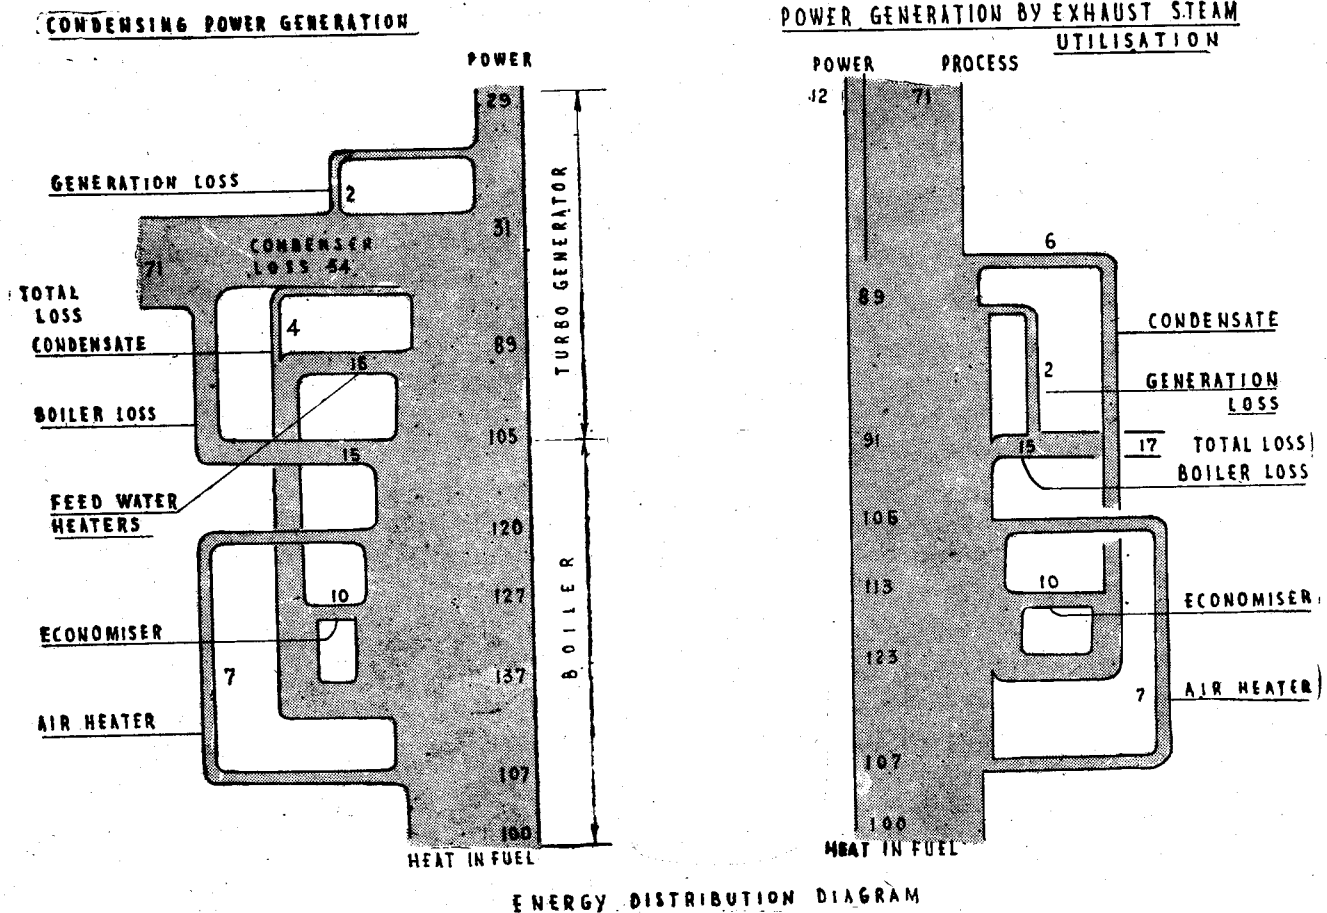 CONDENSING POWER GENERATION
POWER
29
GENERATION LOSS
2
31
CONDENSER
LOSS 54
71
TOTAL
LOSS
4
CONDENSATE
89
16
BOILER LOSS
105
15
FEED WATER
HEATERS
120
127
10
ECONOMISER
137
7
AIR HEATER
107
100
HEAT IN FUEL
TURBO GENERATOR
BOILER
POWER GENERATION BY EXHAUST STEAM
UTILISATION
POWER PROCESS
12 71
6
89
CONDENSATE
2
GENERATION
LOSS
91
15
17 TOTAL LOSS
BOILER LOSS
106
113
10
ECONOMISER
123
7
AIR HEATER
107
100
HEAT IN FUEL
ENERGY DISTRIBUTION DIAGRAM